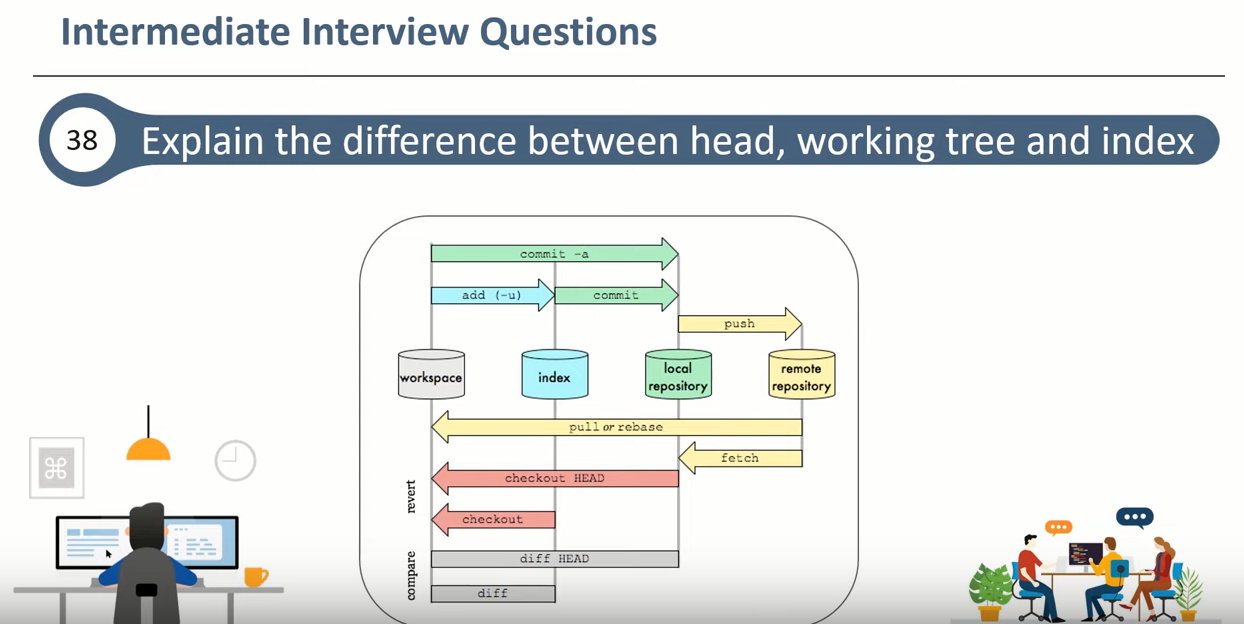 Intermediate Interview Questions
38
Explain the difference between head, working tree and index
commit -a
add (-u)
commit
push
workspace
index
local
repository
remote
repository
pull or rebase
fetch
revert
checkout HEAD
checkout
compare
diff HEAD
diff